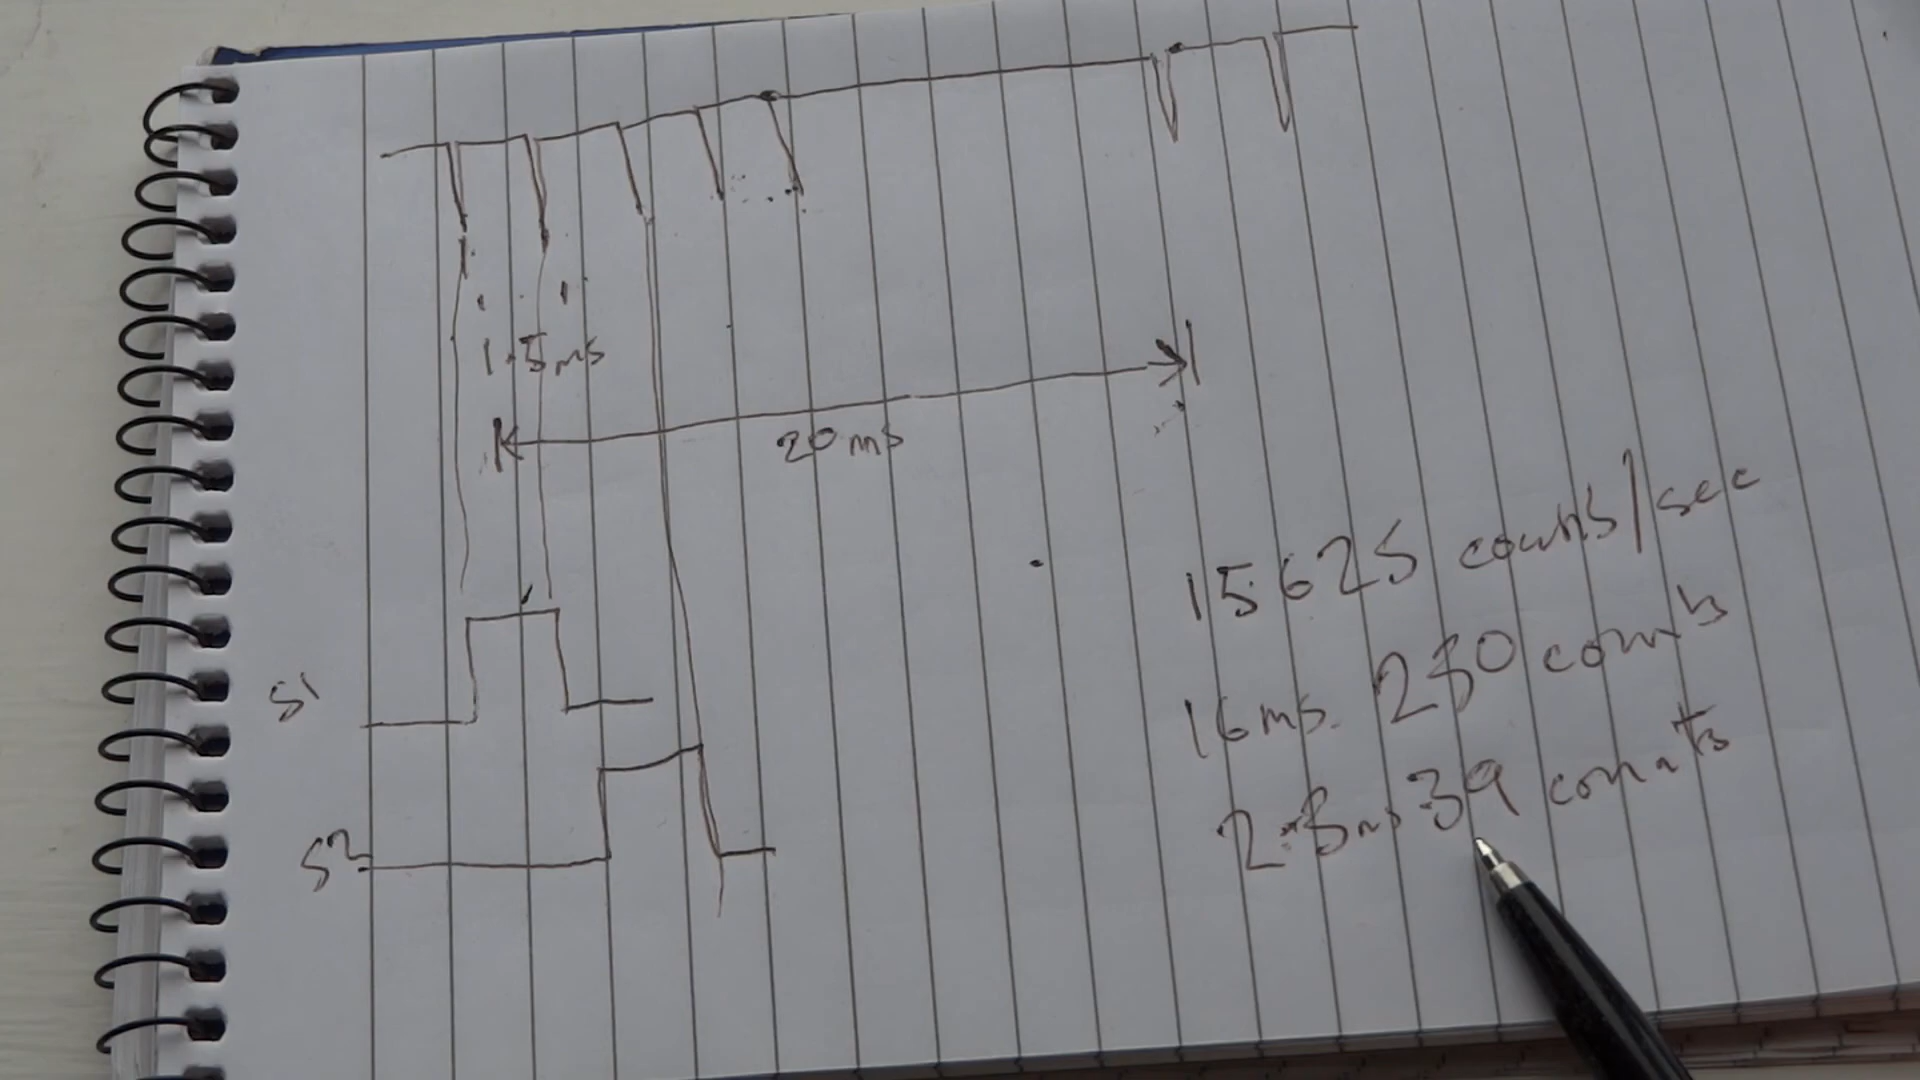 1.5ms
20ms
S1
S2
15625 counts/sec
16ms. 250 counts
2.5ms 39 counts